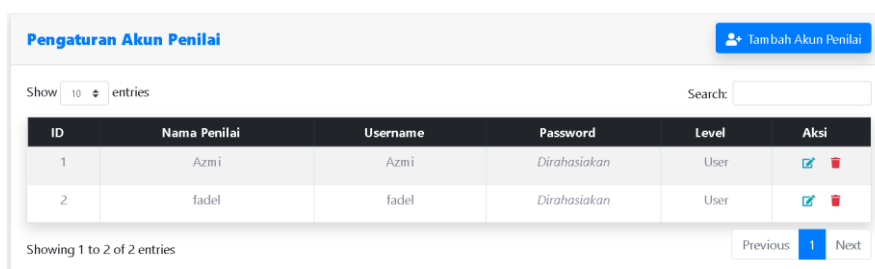 Pengaturan Akun Penilai
Tambah Akun Penilai
Show 10 entries
Search:
ID Nama Penilai Username Password Level Aksi
1 Azmi Azmi Dirahasiakan User
2 fadel fadel Dirahasiakan User
Showing 1 to 2 of 2 entries
Previous 1 Next